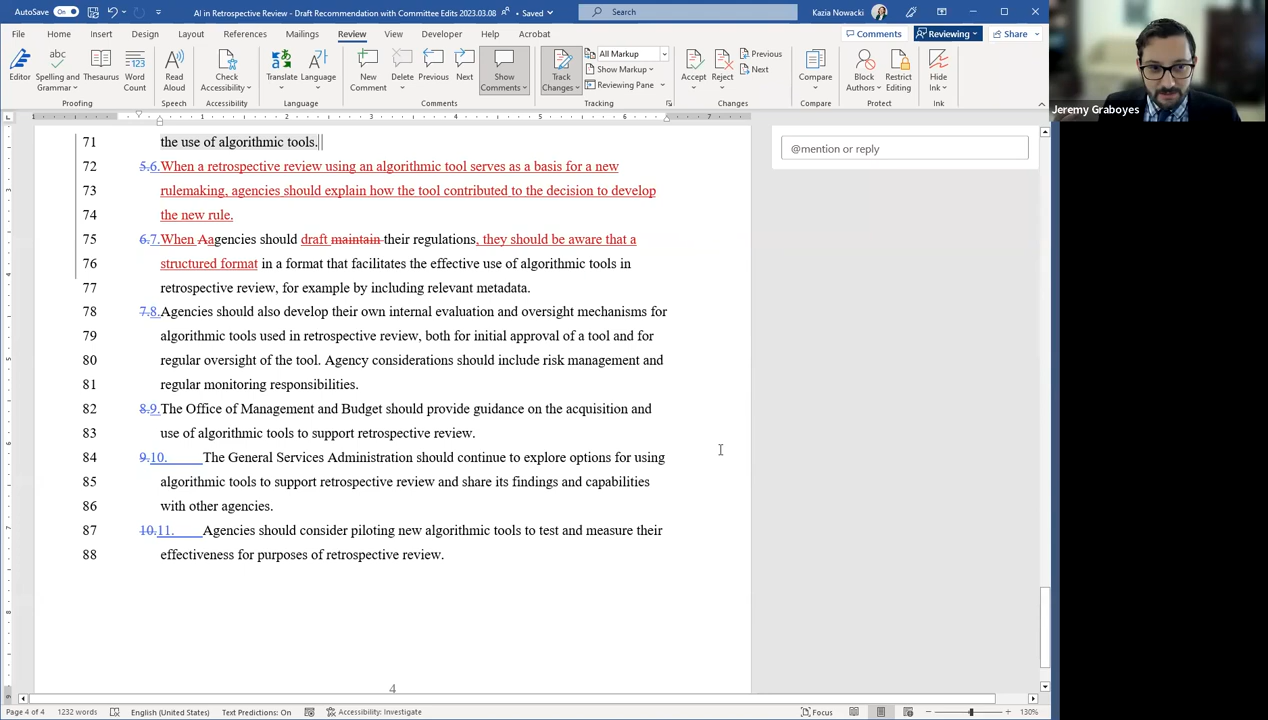 AutoSave On AI in Retrospective Review - Draft Recommendation with Committee Edits 2023.03.08 • Saved Search Kazia Nowacki
File Home Insert Draw Design Layout References Mailings Review View Developer Help Acrobat Comments Reviewing Share
Editor Spelling and Grammar Thesaurus Word Count Read Aloud Check Accessibility Translate Language New Comment Delete Previous Next Show Comments Track Changes All Markup Show Markup Reviewing Pane Accept Reject Previous Next Compare Block Authors Restrict Editing Hide Ink
Proofing Speech Accessibility Language Comments Tracking Changes Compare Protect Ink
Jeremy Graboyes
1 1 2 3 4 5 6 7
71 the use of algorithmic tools.
@mention or reply
72 5.6.When a retrospective review using an algorithmic tool serves as a basis for a new
73 rulemaking, agencies should explain how the tool contributed to the decision to develop
74 the new rule.
75 6.7.When Aagencies should draft maintain their regulations, they should be aware that a
76 structured format in a format that facilitates the effective use of algorithmic tools in
77 retrospective review, for example by including relevant metadata.
78 7.8.Agencies should also develop their own internal evaluation and oversight mechanisms for
79 algorithmic tools used in retrospective review, both for initial approval of a tool and for
80 regular oversight of the tool. Agency considerations should include risk management and
81 regular monitoring responsibilities.
82 8.9.The Office of Management and Budget should provide guidance on the acquisition and
83 use of algorithmic tools to support retrospective review.
84 9.10. The General Services Administration should continue to explore options for using
85 algorithmic tools to support retrospective review and share its findings and capabilities
86 with other agencies.
87 10.11. Agencies should consider piloting new algorithmic tools to test and measure their
88 effectiveness for purposes of retrospective review.
4
Page 4 of 4 1232 words English (United States) Text Predictions: On Accessibility: Investigate Focus 130%